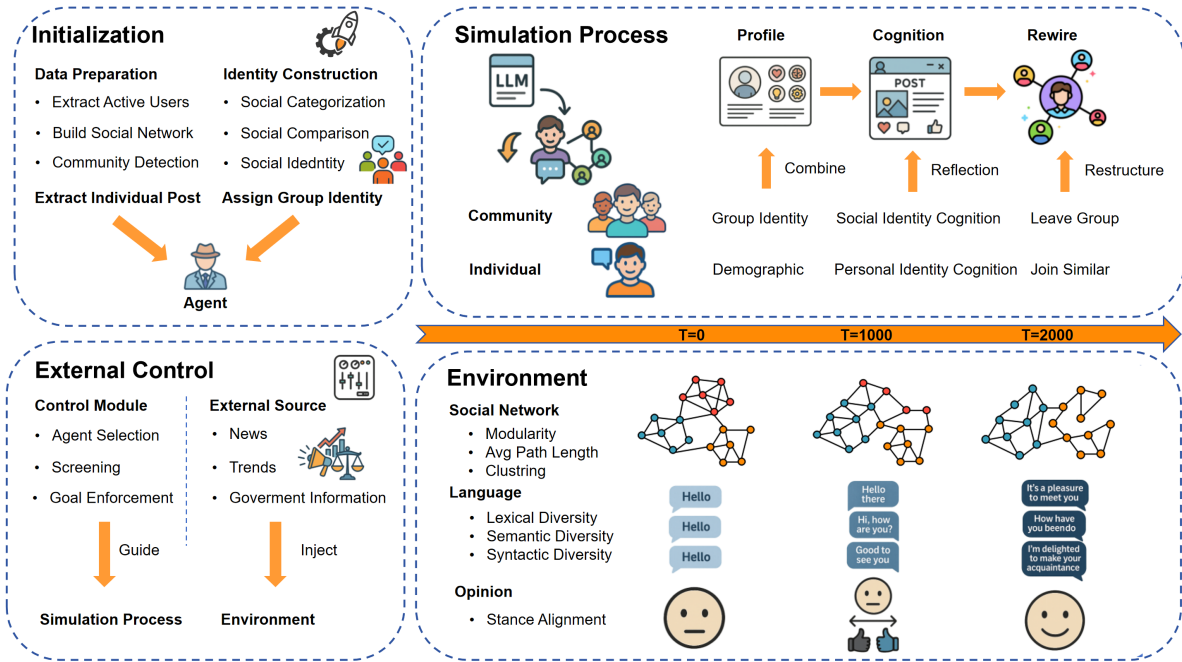 Initialization
Data Preparation
• Extract Active Users
• Build Social Network
• Community Detection
Extract Individual Post
Identity Construction
• Social Categorization
• Social Comparison
• Social Idedntity
Assign Group Identity
Agent
Simulation Process
LLM
Profile
Cognition
Rewire
POST
Combine
Reflection
Restructure
Community
Group Identity
Social Identity Cognition
Leave Group
Individual
Demographic
Personal Identity Cognition
Join Similar
T=0
T=1000
T=2000
External Control
Control Module
• Agent Selection
• Screening
• Goal Enforcement
Guide
Simulation Process
External Source
• News
• Trends
• Goverment Information
Inject
Environment
Environment
Social Network
• Modularity
• Avg Path Length
• Clustring
Language
• Lexical Diversity
• Semantic Diversity
• Syntactic Diversity
Hello
Hello
Hello
Hello
there
Hi, how
are you?
Good to
see you
It's a pleasure
to meet you
How have
you beendo
I'm delighted
to make your
acquaintance
Opinion
• Stance Alignment